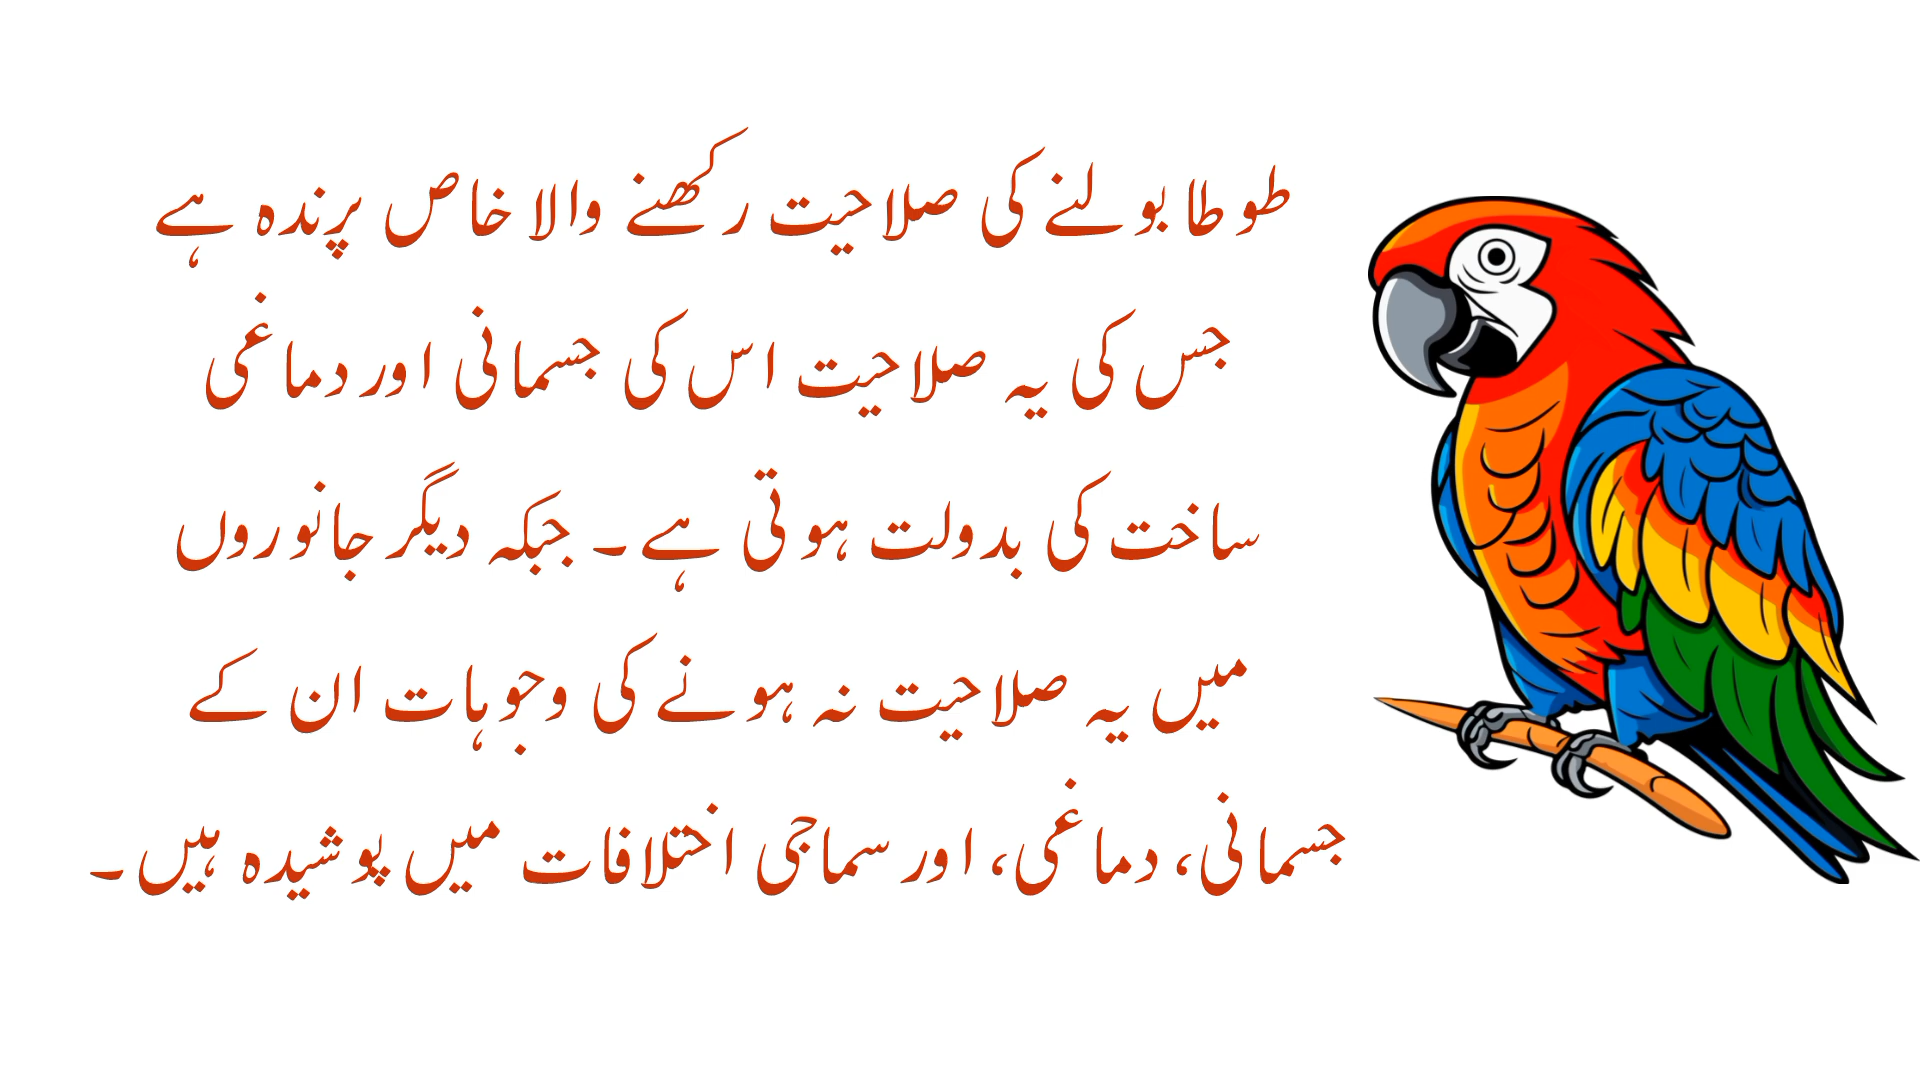 طوطا بولنے کی صلاحیت رکھنے والا خاص پرندہ ہے
جس کی یہ صلاحیت اس کی جسمانی اور دماغی
ساخت کی بدولت ہوتی ہے۔ جبکہ دیگر جانوروں
میں یہ صلاحیت نہ ہونے کی وجوہات ان کے
جسمانی، دماغی، اور سماجی اختلافات میں پوشیدہ ہیں۔